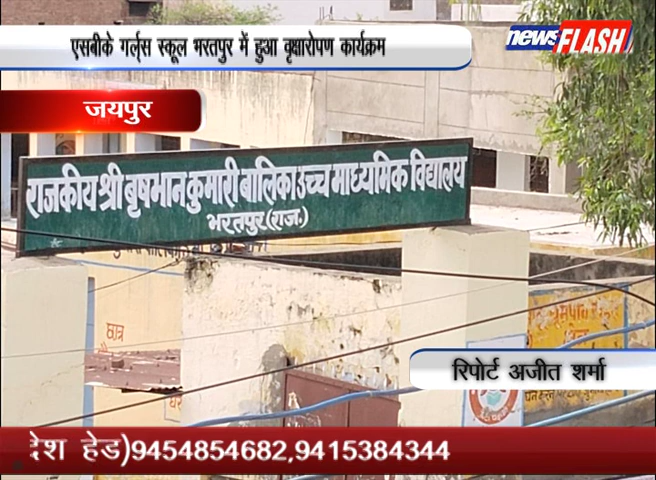 एसबीके गर्ल्स स्कूल भरतपुर में हुआ वृक्षारोपण कार्यक्रम
news FLASH
जयपुर
राजकीय श्री बृषभान कुमारी बालिका उच्च माध्यमिक विद्यालय
भरतपुर (राज.)
छात्र
रिपोर्ट अजीत शर्मा
देश हेड)9454854682,9415384344